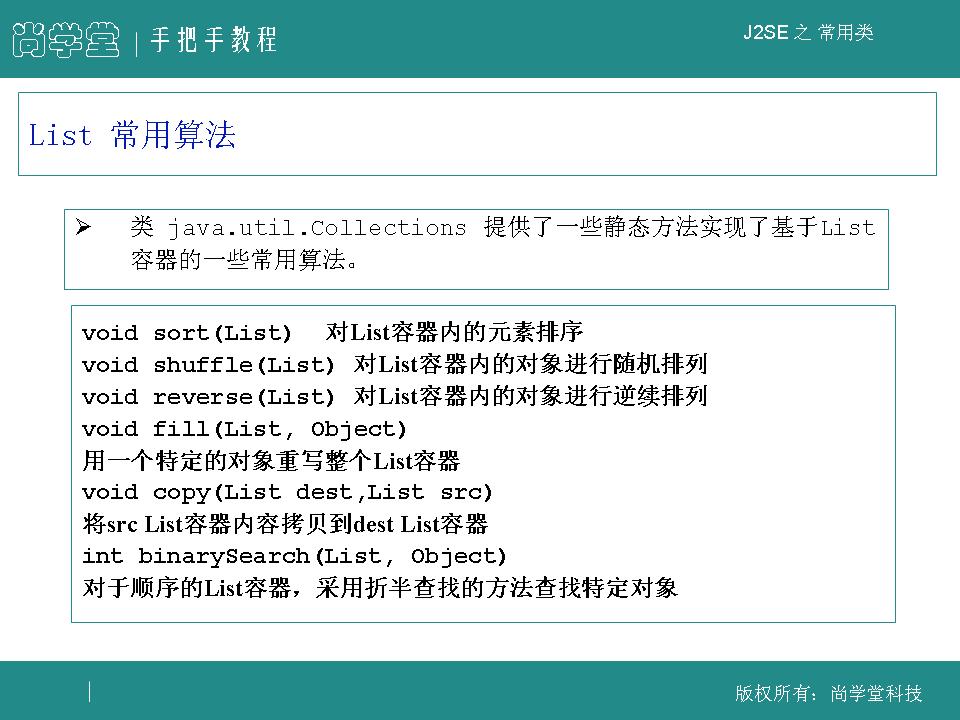 尚学堂 | 手把手教程
J2SE 之 常用类
List 常用算法
➢ 类 java.util.Collections 提供了一些静态方法实现了基于List
容器的一些常用算法。
void sort(List) 对List容器内的元素排序
void shuffle(List) 对List容器内的对象进行随机排列
void reverse(List) 对List容器内的对象进行逆续排列
void fill(List, Object)
用一个特定的对象重写整个List容器
void copy(List dest,List src)
将src List容器内容拷贝到dest List容器
int binarySearch(List, Object)
对于顺序的List容器，采用折半查找的方法查找特定对象
版权所有：尚学堂科技